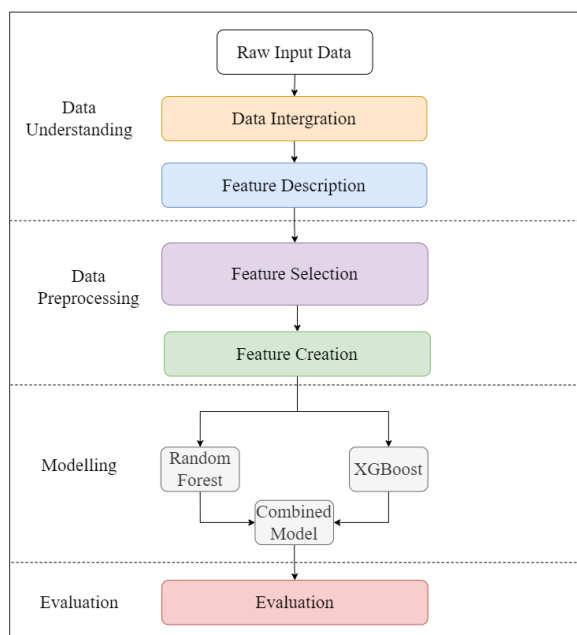 Raw Input Data
Data
Understanding
Data Intergration
Feature Description
Data
Preprocessing
Feature Selection
Feature Creation
Modelling
Random
Forest
XGBoost
Combined
Model
Evaluation
Evaluation